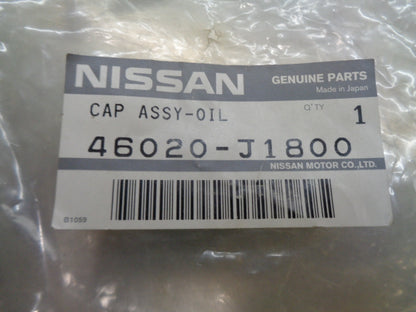 NISSAN GENUINE PARTS
Made in Japan
CAP ASSY-OIL Q'TY 1
46020-J1800
NISSAN MOTOR CO.,LTD.
B1059